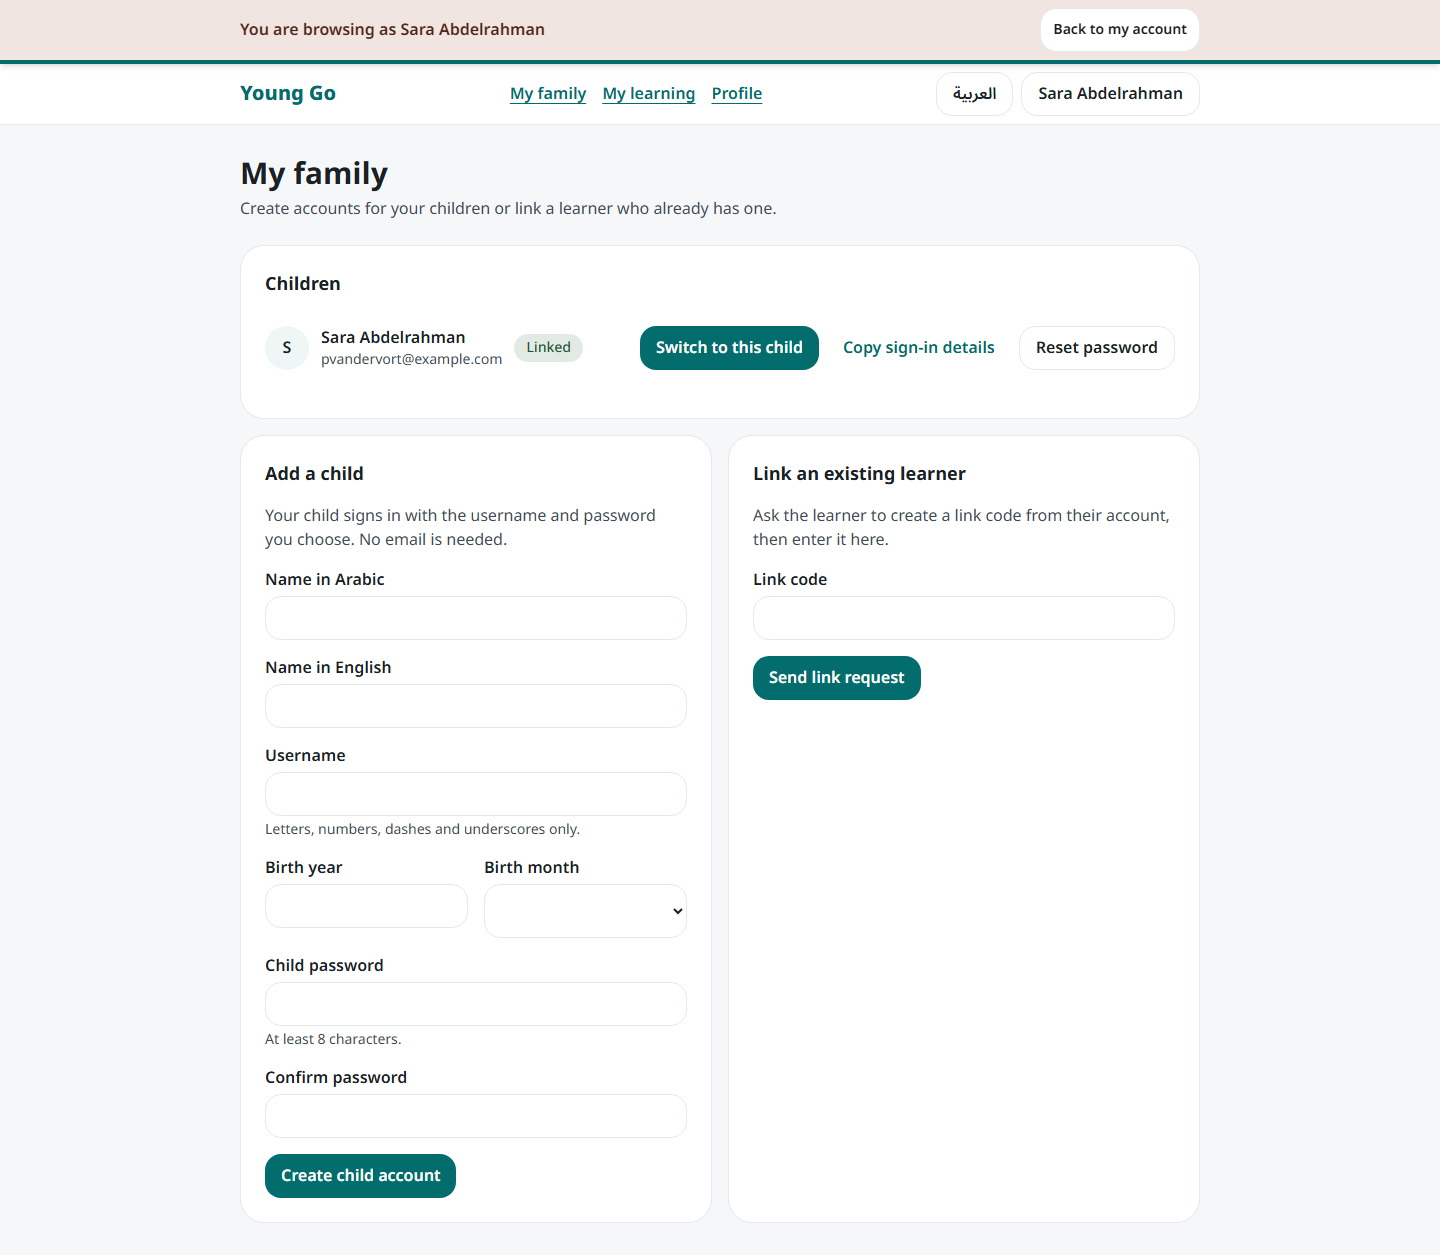 You are browsing as Sara Abdelrahman
Back to my account
Young Go
My family
My learning
Profile
العربية
Sara Abdelrahman
My family
Create accounts for your children or link a learner who already has one.
Children
S
Sara Abdelrahman
pvandervort@example.com
Linked
Switch to this child
Copy sign-in details
Reset password
Add a child
Your child signs in with the username and password
you choose. No email is needed.
Name in Arabic
Name in English
Username
Letters, numbers, dashes and underscores only.
Birth year
Birth month
Child password
At least 8 characters.
Confirm password
Create child account
Link an existing learner
Ask the learner to create a link code from their account,
then enter it here.
Link code
Send link request